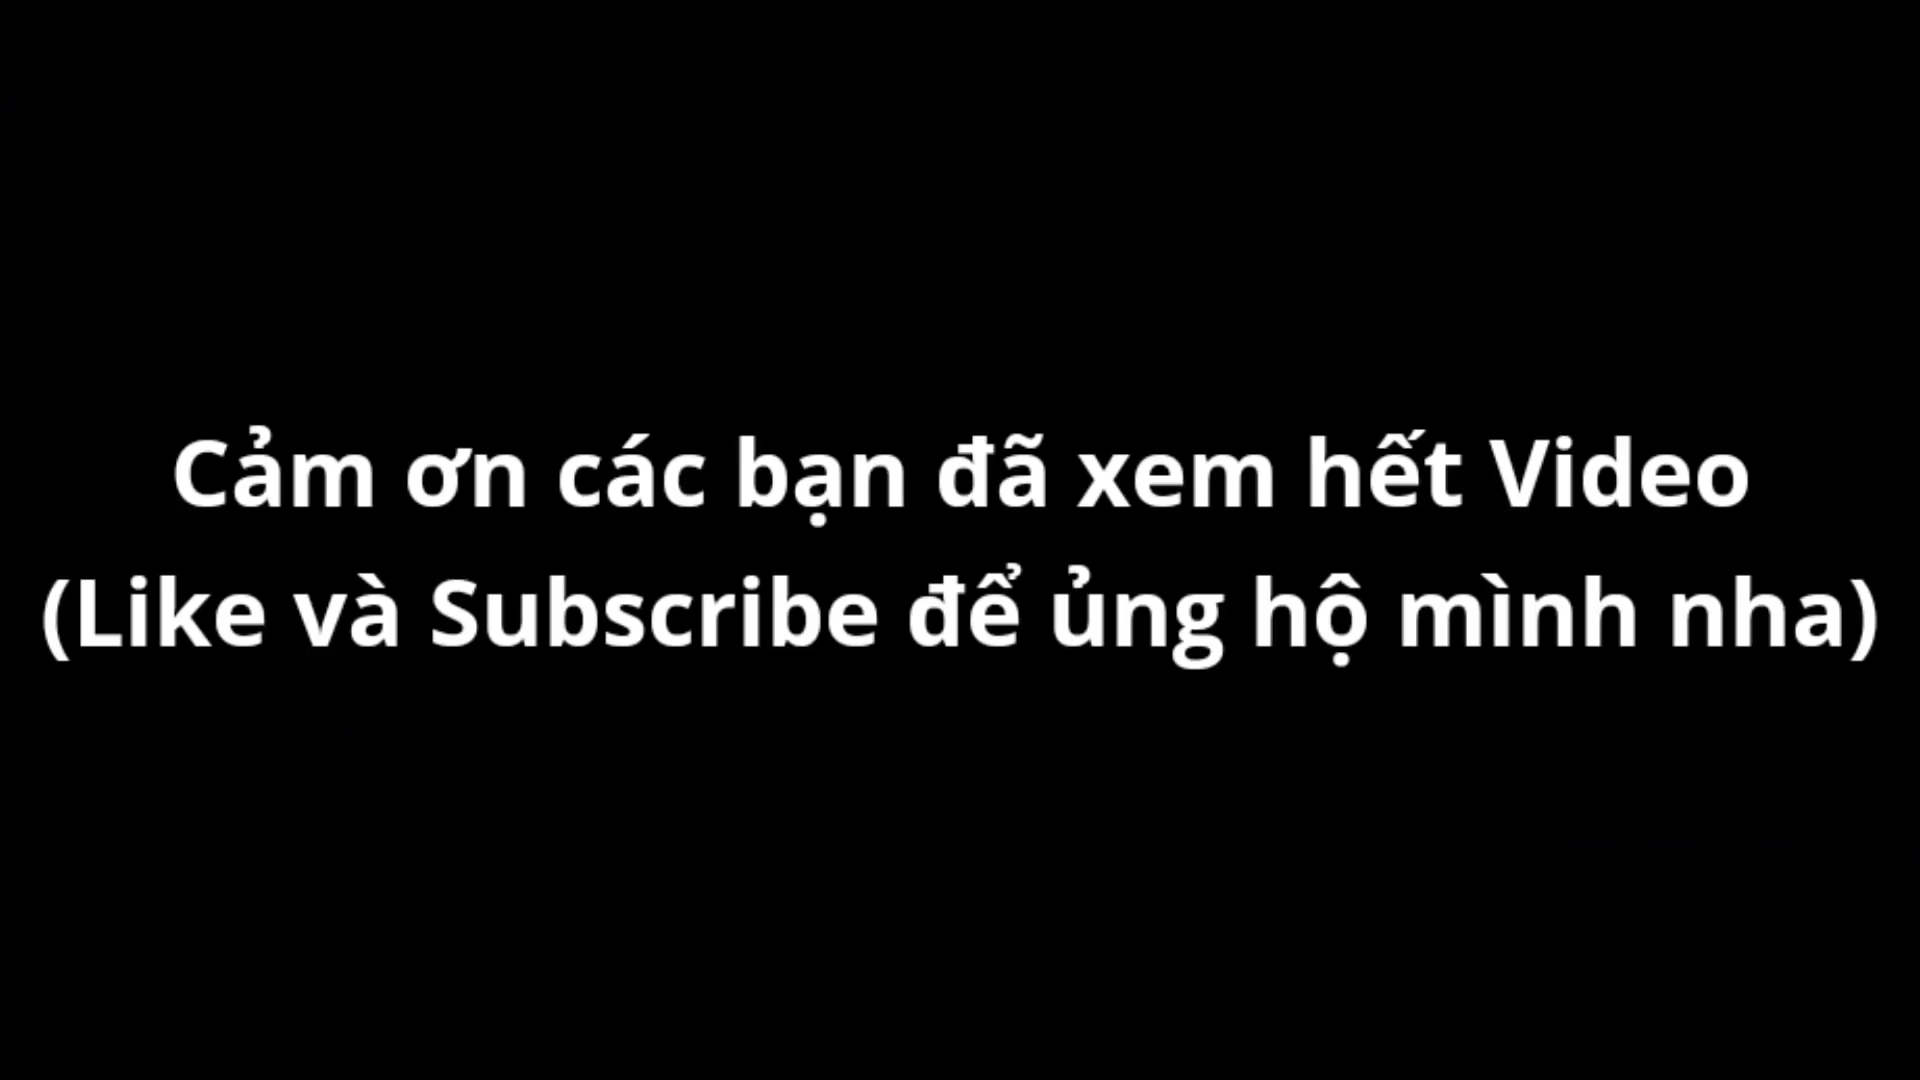 Cảm ơn các bạn đã xem hết Video
(Like và Subscribe để ủng hộ mình nha)